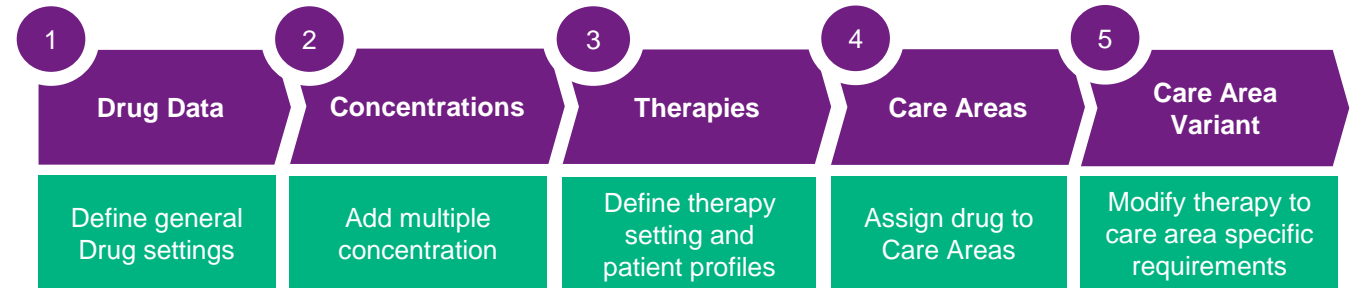 1
2
3
4
5
Drug Data
Concentrations
Therapies
Care Areas
Care Area
Variant
Define general
Drug settings
Add multiple
concentration
Define therapy
setting and
patient profiles
Assign drug to
Care Areas
Modify therapy to
care area specific
requirements